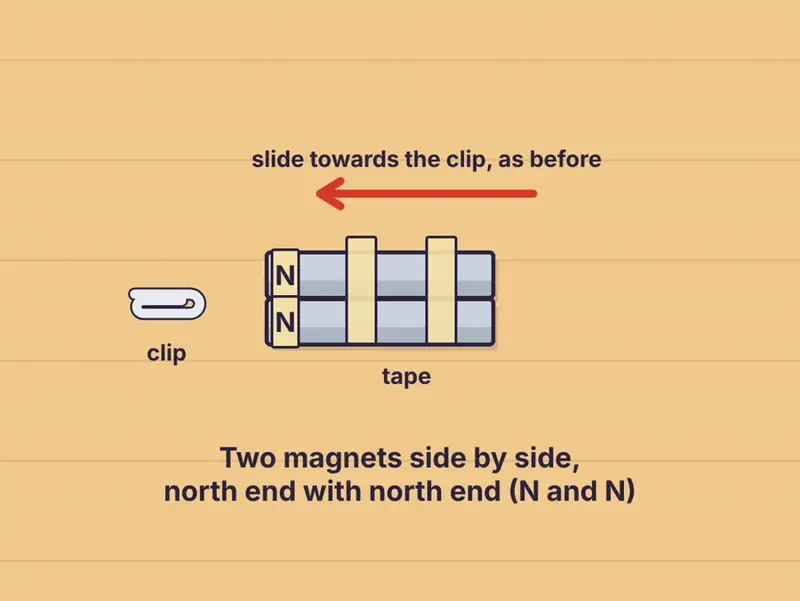 slide towards the clip, as before
N
N
clip
tape
Two magnets side by side,
north end with north end (N and N)